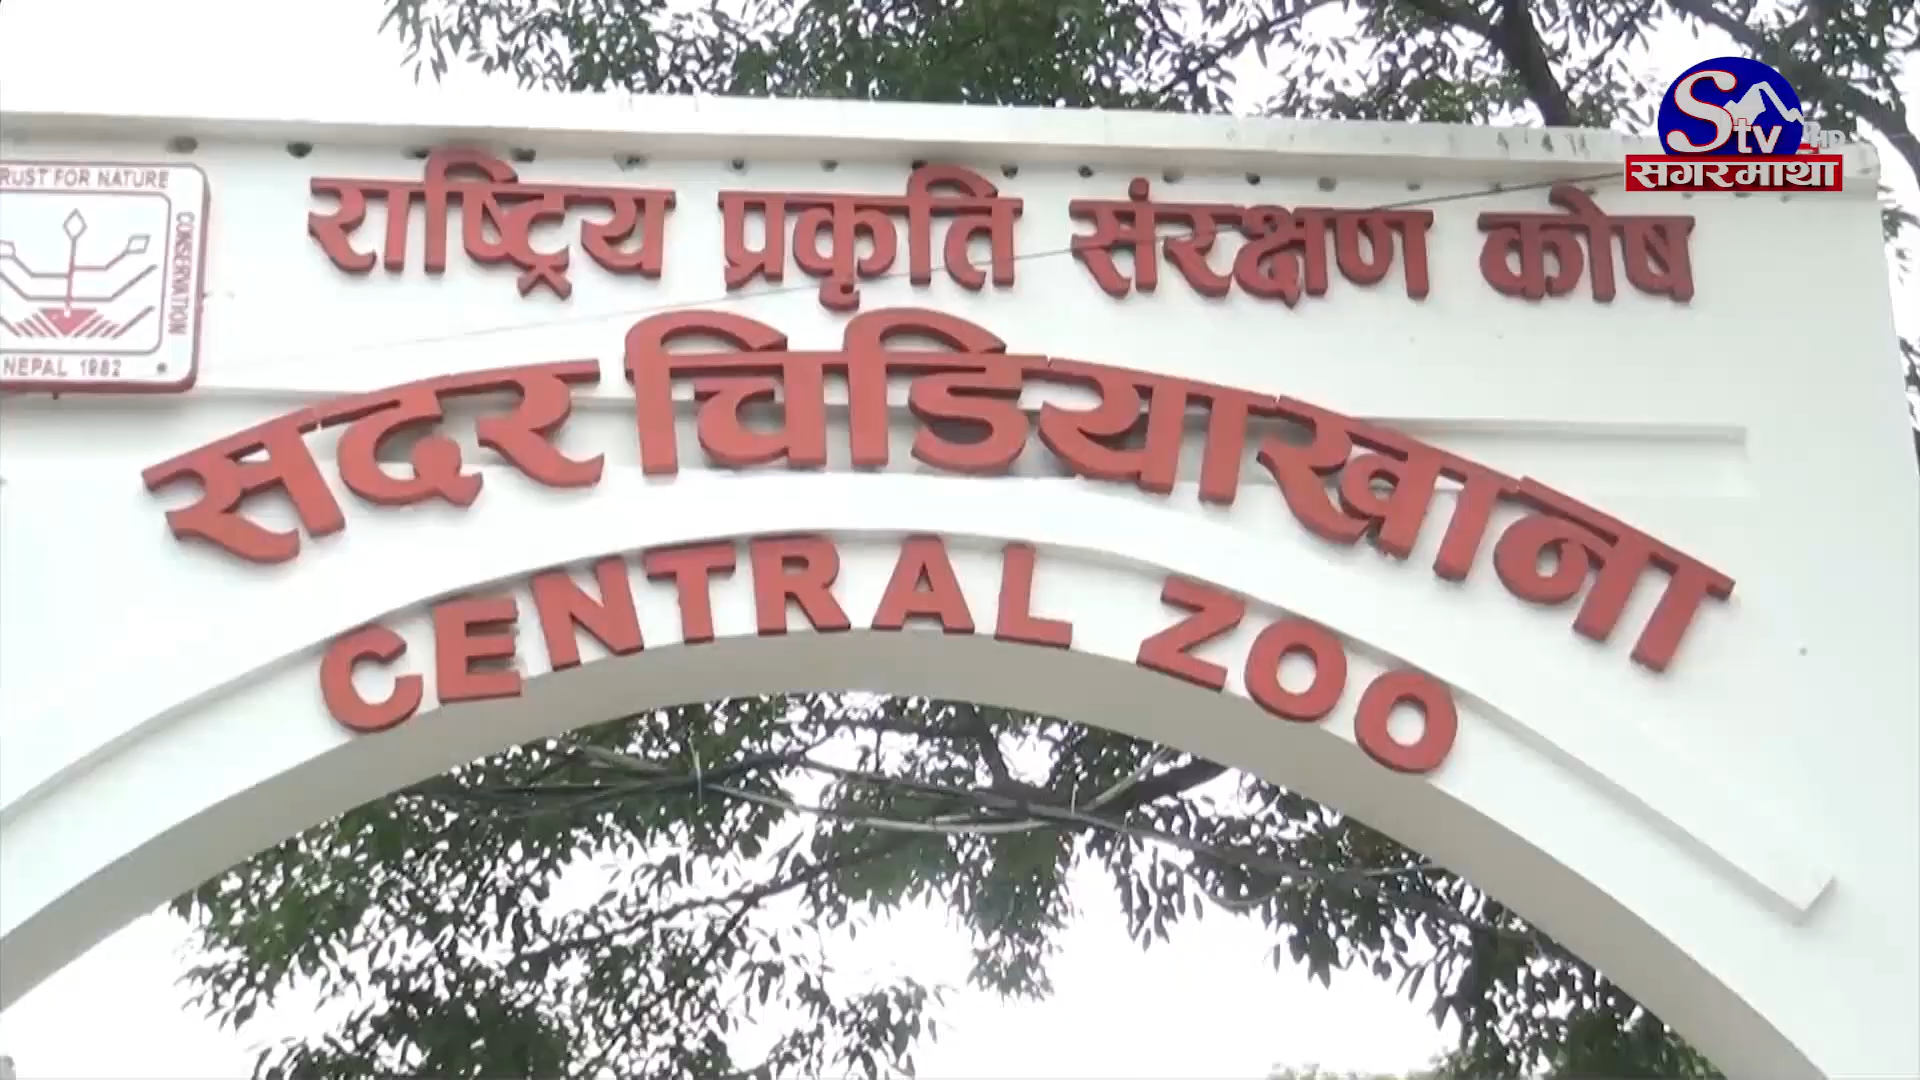 राष्ट्रिय प्रकृति संरक्षण कोष
सदर चिडियाखाना
CENTRAL ZOO
TRUST FOR NATURE
CONSERVATION
NEPAL 1982
Stv HD
सगरमाथा